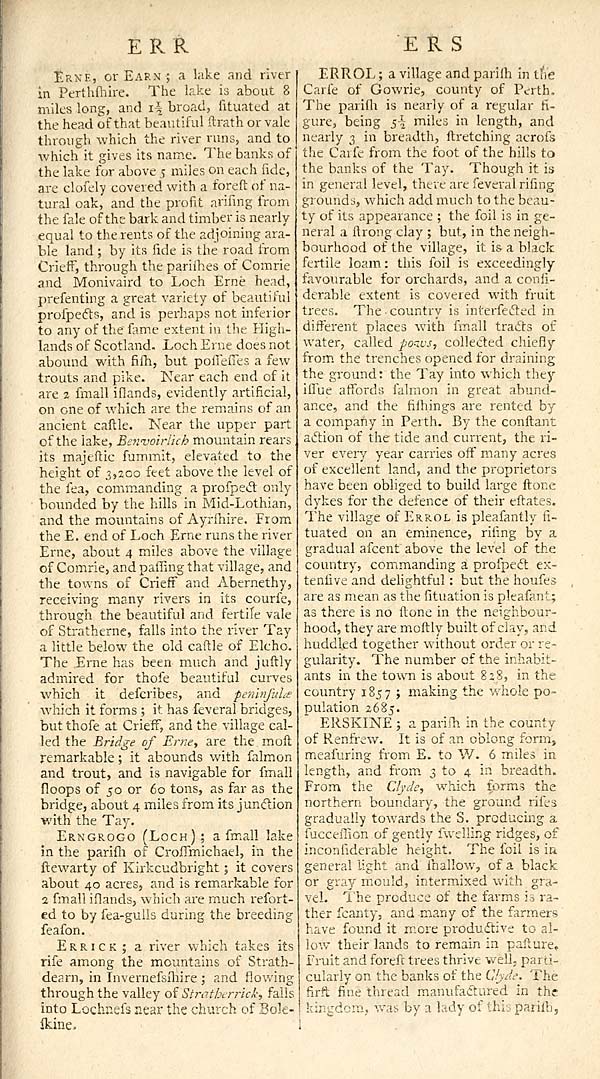 ERR
ERNE, or EARN; a lake and river
in Perthſhire. The lake is about 8
miles long, and 1½ broad, ſituated at
the head of that beautiful ſtrath or vale
through which the river runs, and to
which it gives its name. The banks of
the lake for above 5 miles on each ſide,
are cloſely covered with a foreſt of na-
tural oak, and the profit ariſing from
the ſale of the bark and timber is nearly
equal to the rents of the adjoining ara-
ble land; by its ſide is the road from
Crieff, through the pariſhes of Comrie
and Monivaird to Loch Erne head,
preſenting a great variety of beautiful
proſpects, and is perhaps not inferior
to any of the ſame extent in the High-
lands of Scotland. Loch Erne does not
abound with fiſh, but poſſeſſes a few
trouts and pike. Near each end of it
are 2 ſmall iſlands, evidently artificial,
on one of which are the remains of an
ancient caſtle. Near the upper part
of the lake, Benvoirlich mountain rears
its majeſtic ſummit, elevated to the
height of 3,200 feet above the level of
the ſea, commanding a proſpect only
bounded by the hills in Mid-Lothian,
and the mountains of Ayrſhire. From
the E. end of Loch Erne runs the river
Erne, about 4 miles above the village
of Comrie, and paſſing that village, and
the towns of Crieff and Abernethy,
receiving many rivers in its courſe,
through the beautiful and fertile vale
of Stratherne, falls into the river Tay
a little below the old caſtle of Elcho.
The Erne has been much and juſtly
admired for thoſe beautiful curves
which it deſcribes, and peninſulæ
which it forms; it has ſeveral bridges,
but thoſe at Crieff, and the village cal-
led the Bridge of Erne, are the moſt
remarkable; it abounds with ſalmon
and trout, and is navigable for ſmall
ſloops of 50 or 60 tons, as far as the
bridge, about 4 miles from its junction
with the Tay.
ERNGROGO (LOCH); a ſmall lake
in the pariſh of Croſſmichael, in the
ſtewarty of Kirkcudbright; it covers
about 40 acres, and is remarkable for
2 ſmall iſlands, which are much reſort-
ed to by ſea-gulls during the breeding
ſeaſon.
ERRICK; a river which takes its
riſe among the mountains of Strath-
dearn, in Inverneſsſhire; and flowing
through the valley of Stratherrick, falls
into Lochneſs near the church of Bole-
ſkine.
ERS
ERROL; a village and pariſh in the
Carſe of Gowrie, county of Perth.
The pariſh is nearly of a regular fi-
gure, being 5½ miles in length, and
nearly 3 in breadth, ſtretching acroſs
the Carſe from the foot of the hills to
the banks of the Tay. Though it is
in general level, there are ſeveral riſing
grounds, which add much to the beau-
ty of its appearance; the ſoil is in ge-
neral a ſtrong clay; but, in the neigh-
bourhood of the village, it is a black
fertile loam: this ſoil is exceedingly
favourable for orchards, and a conſi-
derable extent is covered with fruit
trees. The country is interſected in
different places with ſmall tracts of
water, called pows, collected chiefly
from the trenches opened for draining
the ground: the Tay into which they
iſſue affords ſalmon in great abund-
ance, and the fiſhings are rented by
a company in Perth. By the conſtant
action of the tide and current, the ri-
ver every year carries off many acres
of excellent land, and the proprietors
have been obliged to build large ſtone
dykes for the defence of their eſtates.
The village of ERROL is pleaſantly ſi-
tuated on an eminence, riſing by a
gradual aſcent above the level of the
country, commanding a proſpect ex-
tenſive and delightful: but the houſes
are as mean as the ſituation is pleaſant;
as there is no ſtone in the neighbour-
hood, they are moſtly built of clay, and
huddled together without order or re-
gularity. The number of the inhabit-
ants in the town is about 828, in the
country 1857; making the whole po-
pulation 2685.
ERSKINE; a pariſh in the county
of Renfrew. It is of an oblong form,
meaſuring from E. to W. 6 miles in
length, and from 3 to 4 in breadth.
From the Clyde, which forms the
northern boundary, the ground riſes
gradually towards the S. producing a
ſucceſſion of gently ſwelling ridges, of
inconſiderable height. The ſoil is in
general light and ſhallow, of a black
or gray mould, intermixed with gra-
vel. The produce of the farms is ra-
ther ſcanty, and many of the farmers
have found it more productive to al-
low their lands to remain in paſture.
Fruit and foreſt trees thrive well, parti-
cularly on the banks of the Clyde. The
firſt fine thread manufactured in the
kingdom, was by a lady of this pariſh,